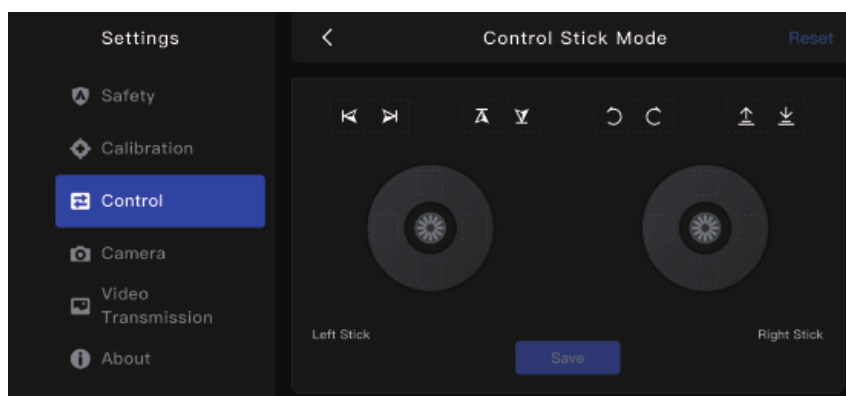 Settings
Control Stick Mode
Reset
Safety
Calibration
Control
Camera
Video
Transmission
About
Left Stick
Right Stick
Save